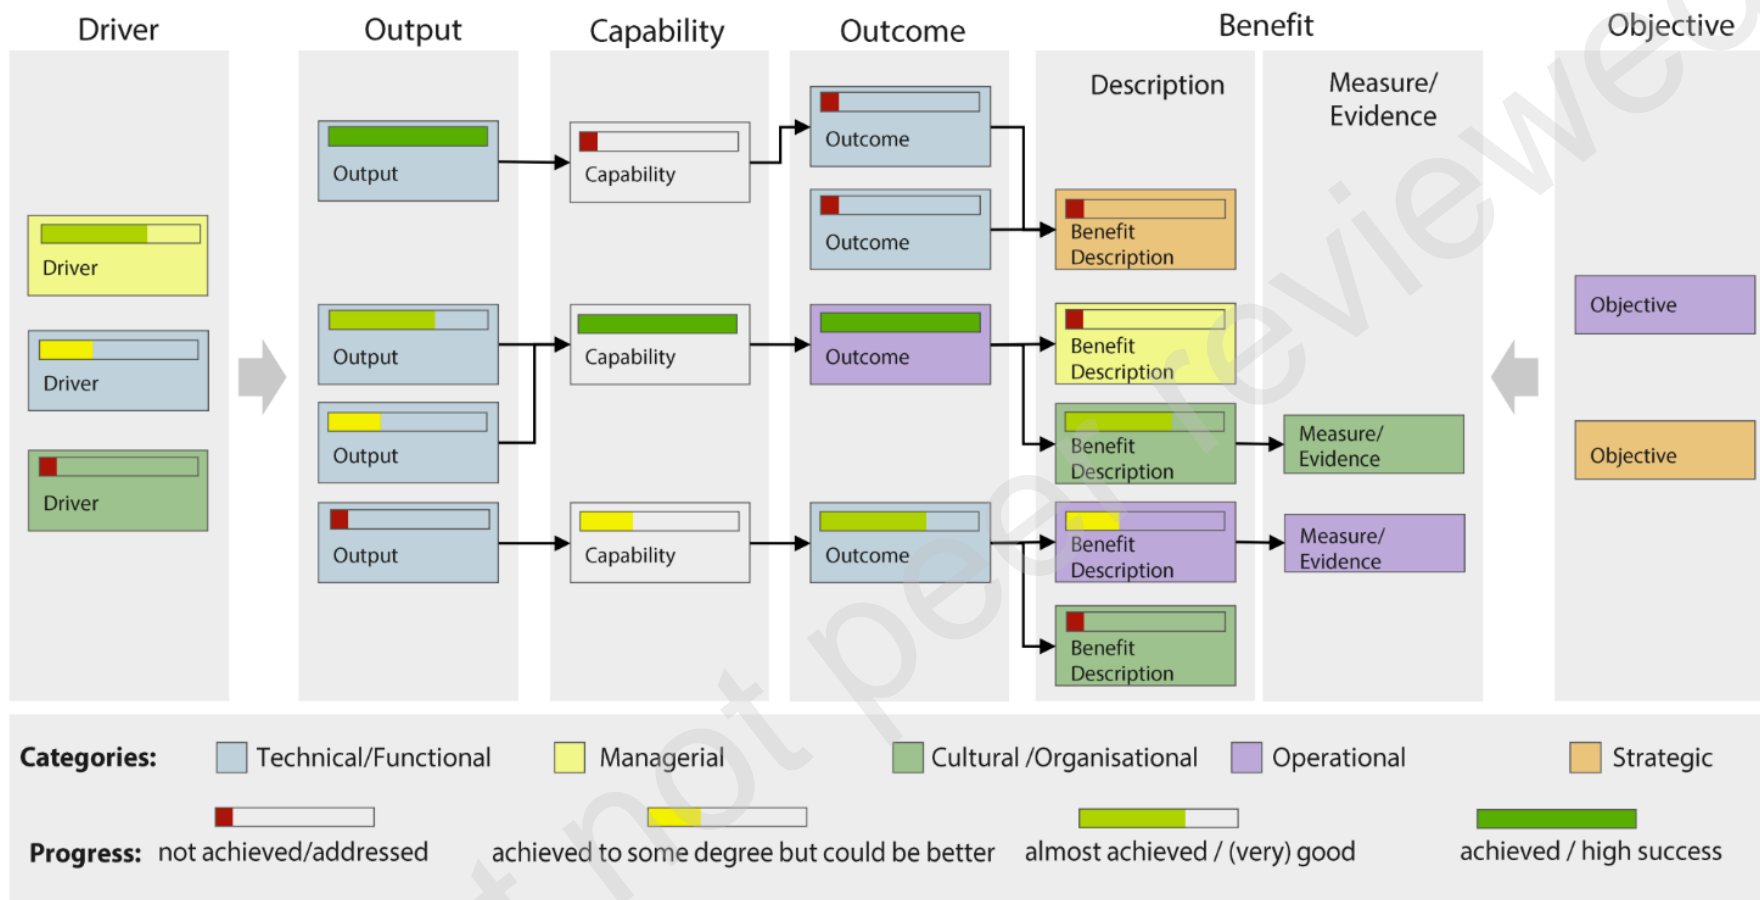 Driver
Output
Capability
Outcome
Benefit
Objective
Description
Measure/
Evidence
Driver
Driver
Driver
Output
Output
Output
Output
Capability
Capability
Capability
Outcome
Outcome
Outcome
Outcome
Benefit
Description
Benefit
Description
Benefit
Description
Benefit
Description
Benefit
Description
Measure/
Evidence
Measure/
Evidence
Objective
Objective
Categories: Technical/Functional Managerial Cultural /Organisational Operational Strategic
Progress: not achieved/addressed achieved to some degree but could be better almost achieved / (very) good achieved / high success
not peer reviewed